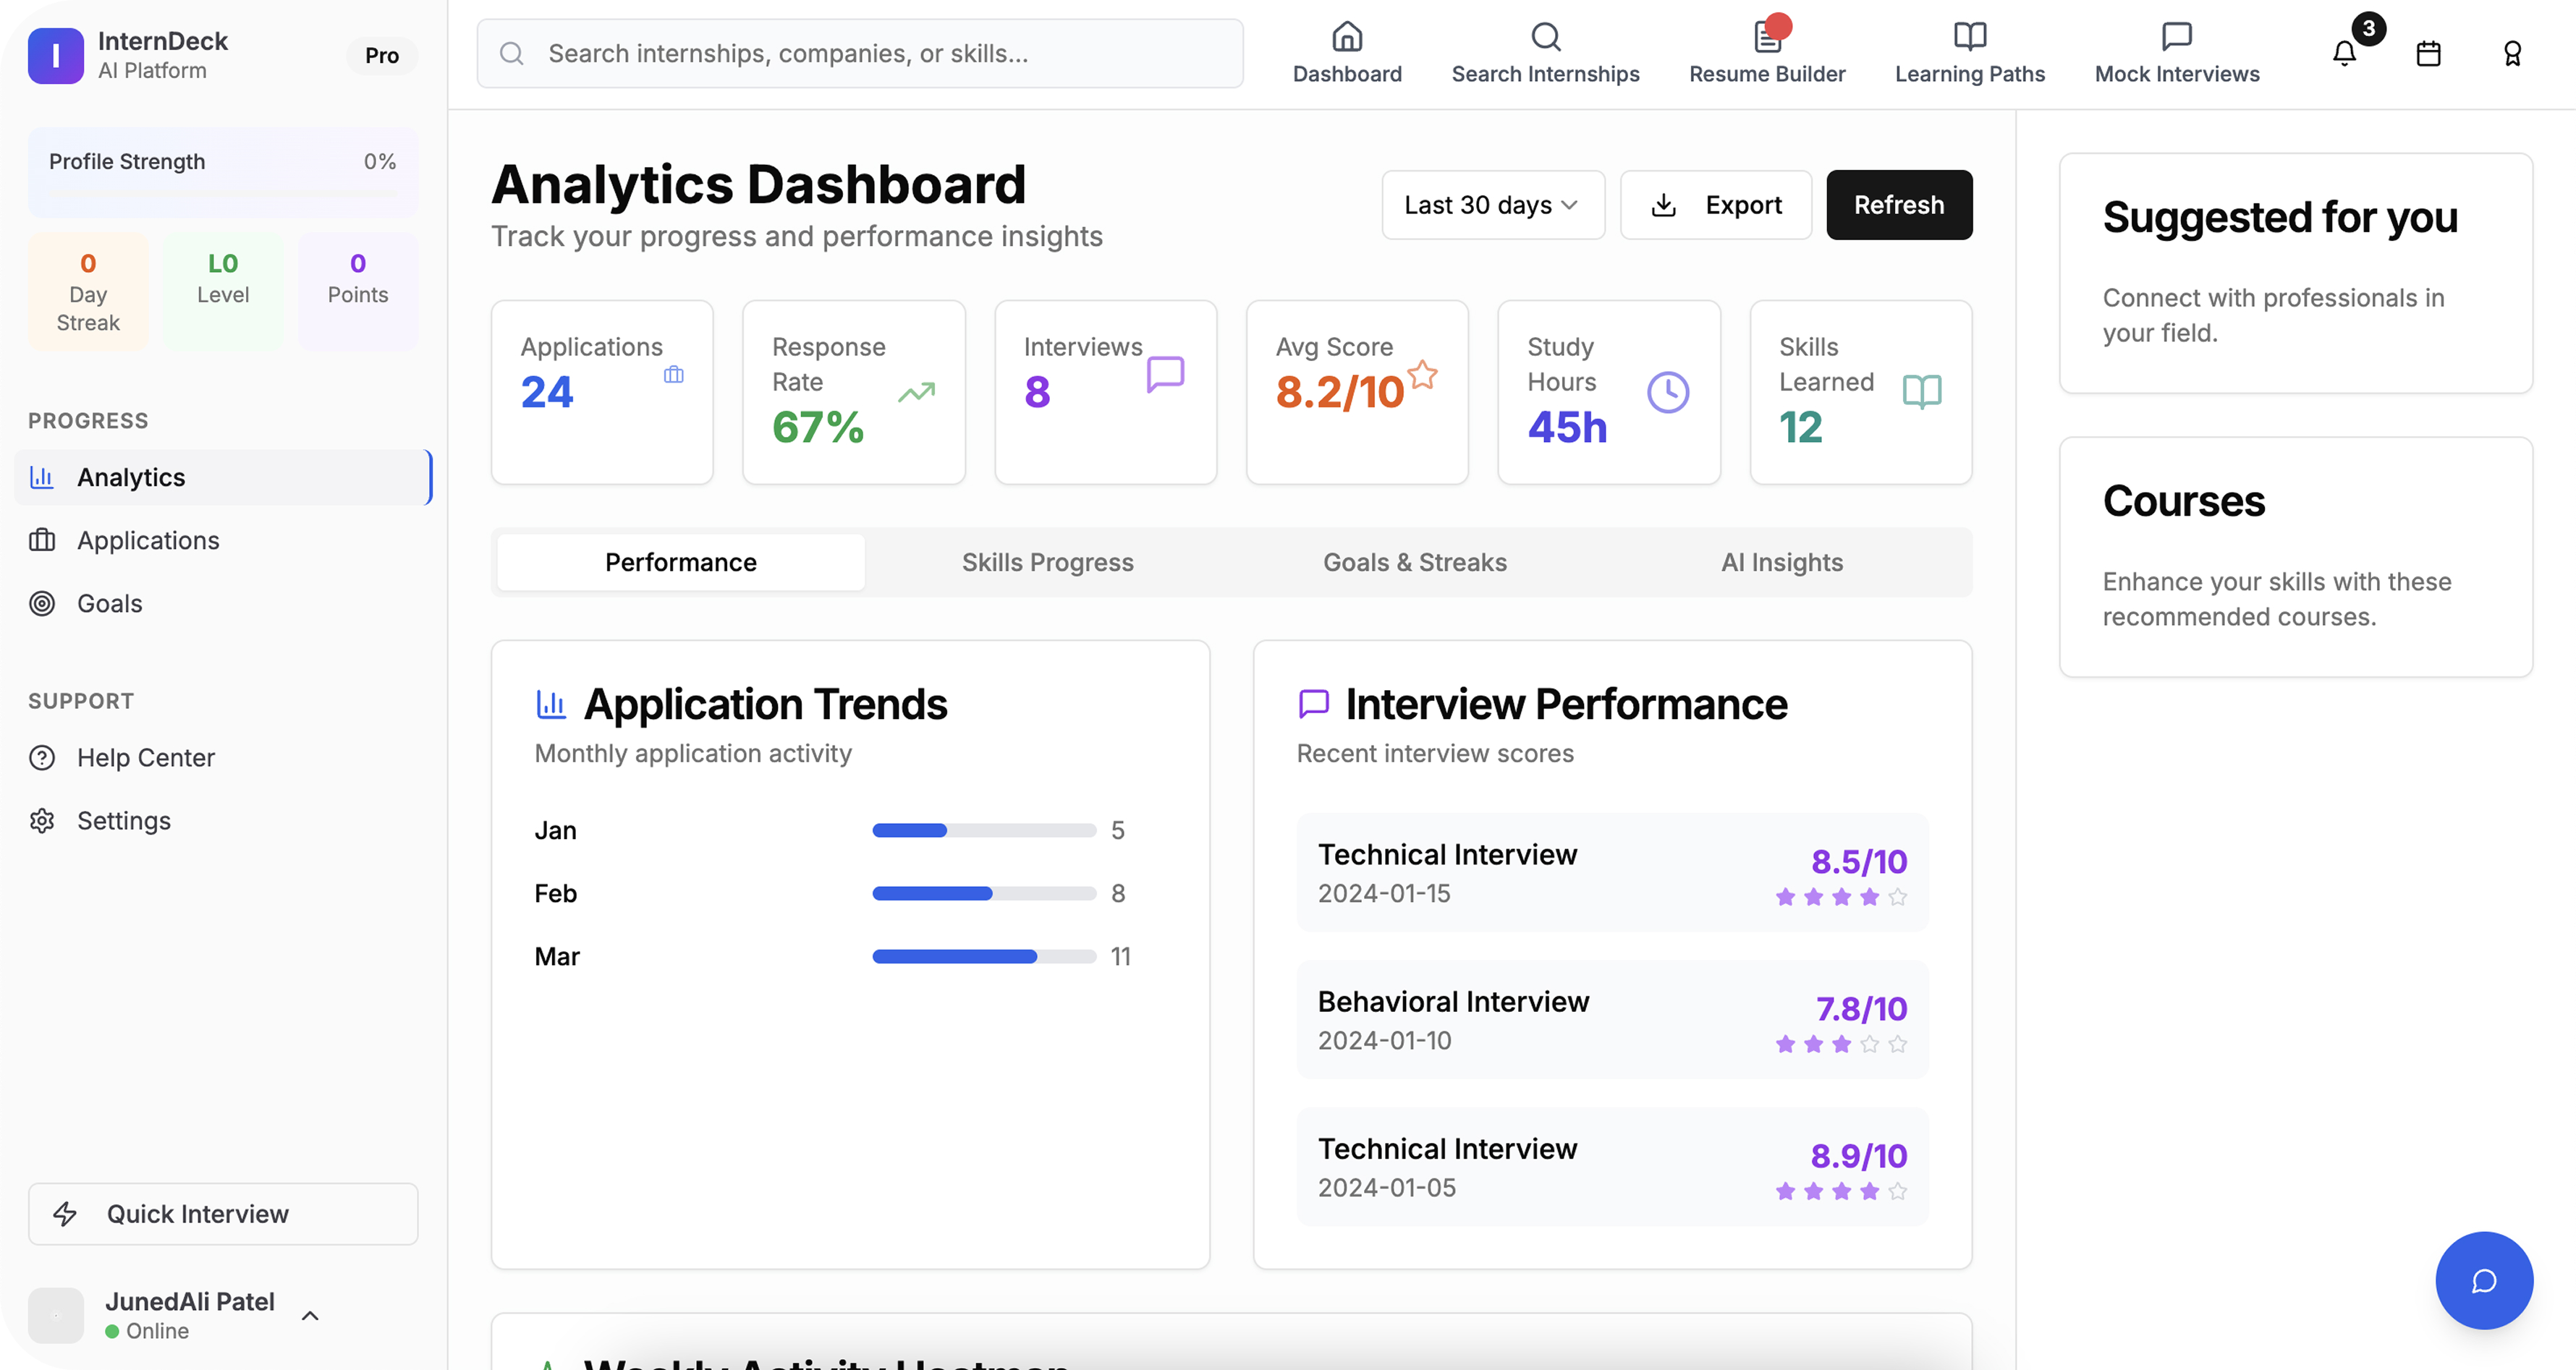 I
InternDeck
AI Platform
Pro
Profile Strength
0%
0
Day
Streak
L0
Level
0
Points
PROGRESS
Analytics
Applications
Goals
SUPPORT
Help Center
Settings
Quick Interview
JunedAli Patel
Online
Search internships, companies, or skills...
Dashboard
Search Internships
Resume Builder
Learning Paths
Mock Interviews
3
Analytics Dashboard
Track your progress and performance insights
Last 30 days
Export
Refresh
Applications
24
Response
Rate
67%
Interviews
8
Avg Score
8.2/10
Study
Hours
45h
Skills
Learned
12
Performance
Skills Progress
Goals & Streaks
AI Insights
Application Trends
Monthly application activity
Jan
5
Feb
8
Mar
11
Interview Performance
Recent interview scores
Technical Interview
8.5/10
2024-01-15
Behavioral Interview
7.8/10
2024-01-10
Technical Interview
8.9/10
2024-01-05
Weekly Activity Heatmap
Suggested for you
Connect with professionals in
your field.
Courses
Enhance your skills with these
recommended courses.